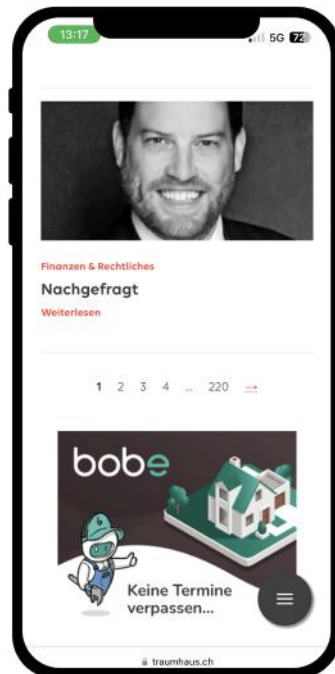 13:17
5G 72
Finanzen & Rechtliches
Nachgefragt
Weiterlesen
1 2 3 4 ... 220 →
bobe
Keine Termine
verpassen...
traumhaus.ch